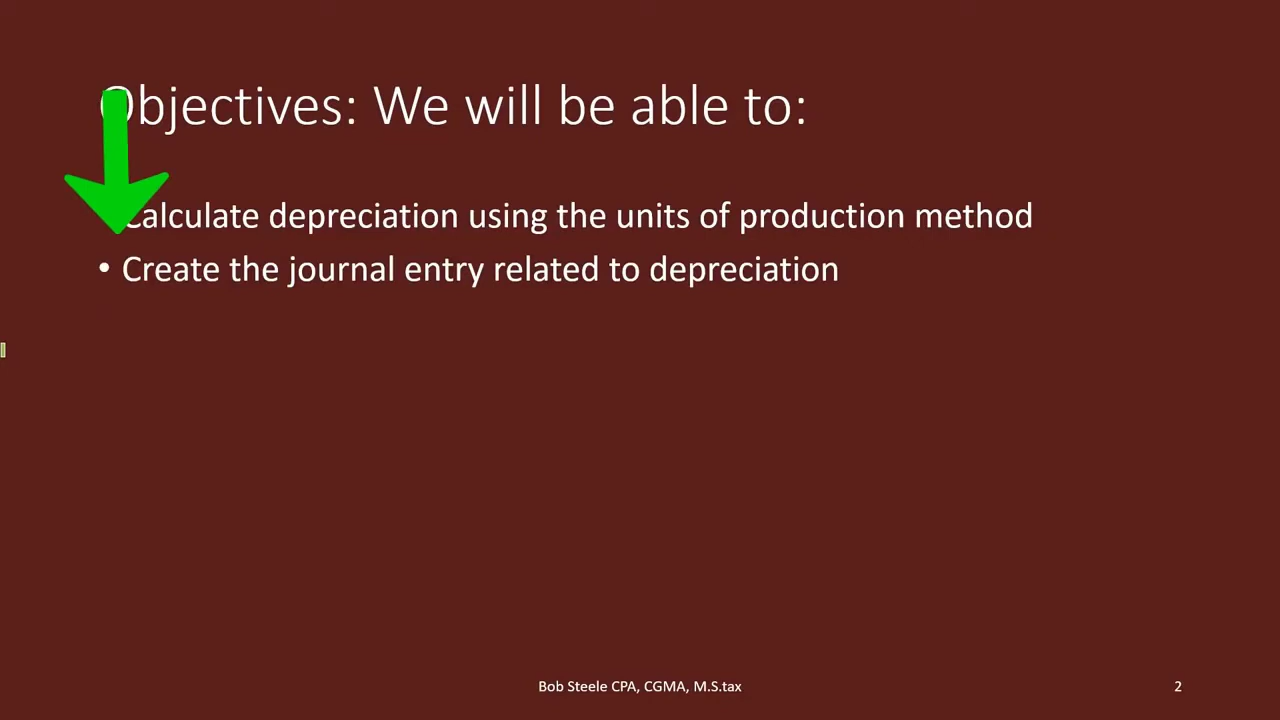 Objectives: We will be able to:
Calculate depreciation using the units of production method
• Create the journal entry related to depreciation
Bob Steele CPA, CGMA, M.S.tax
2